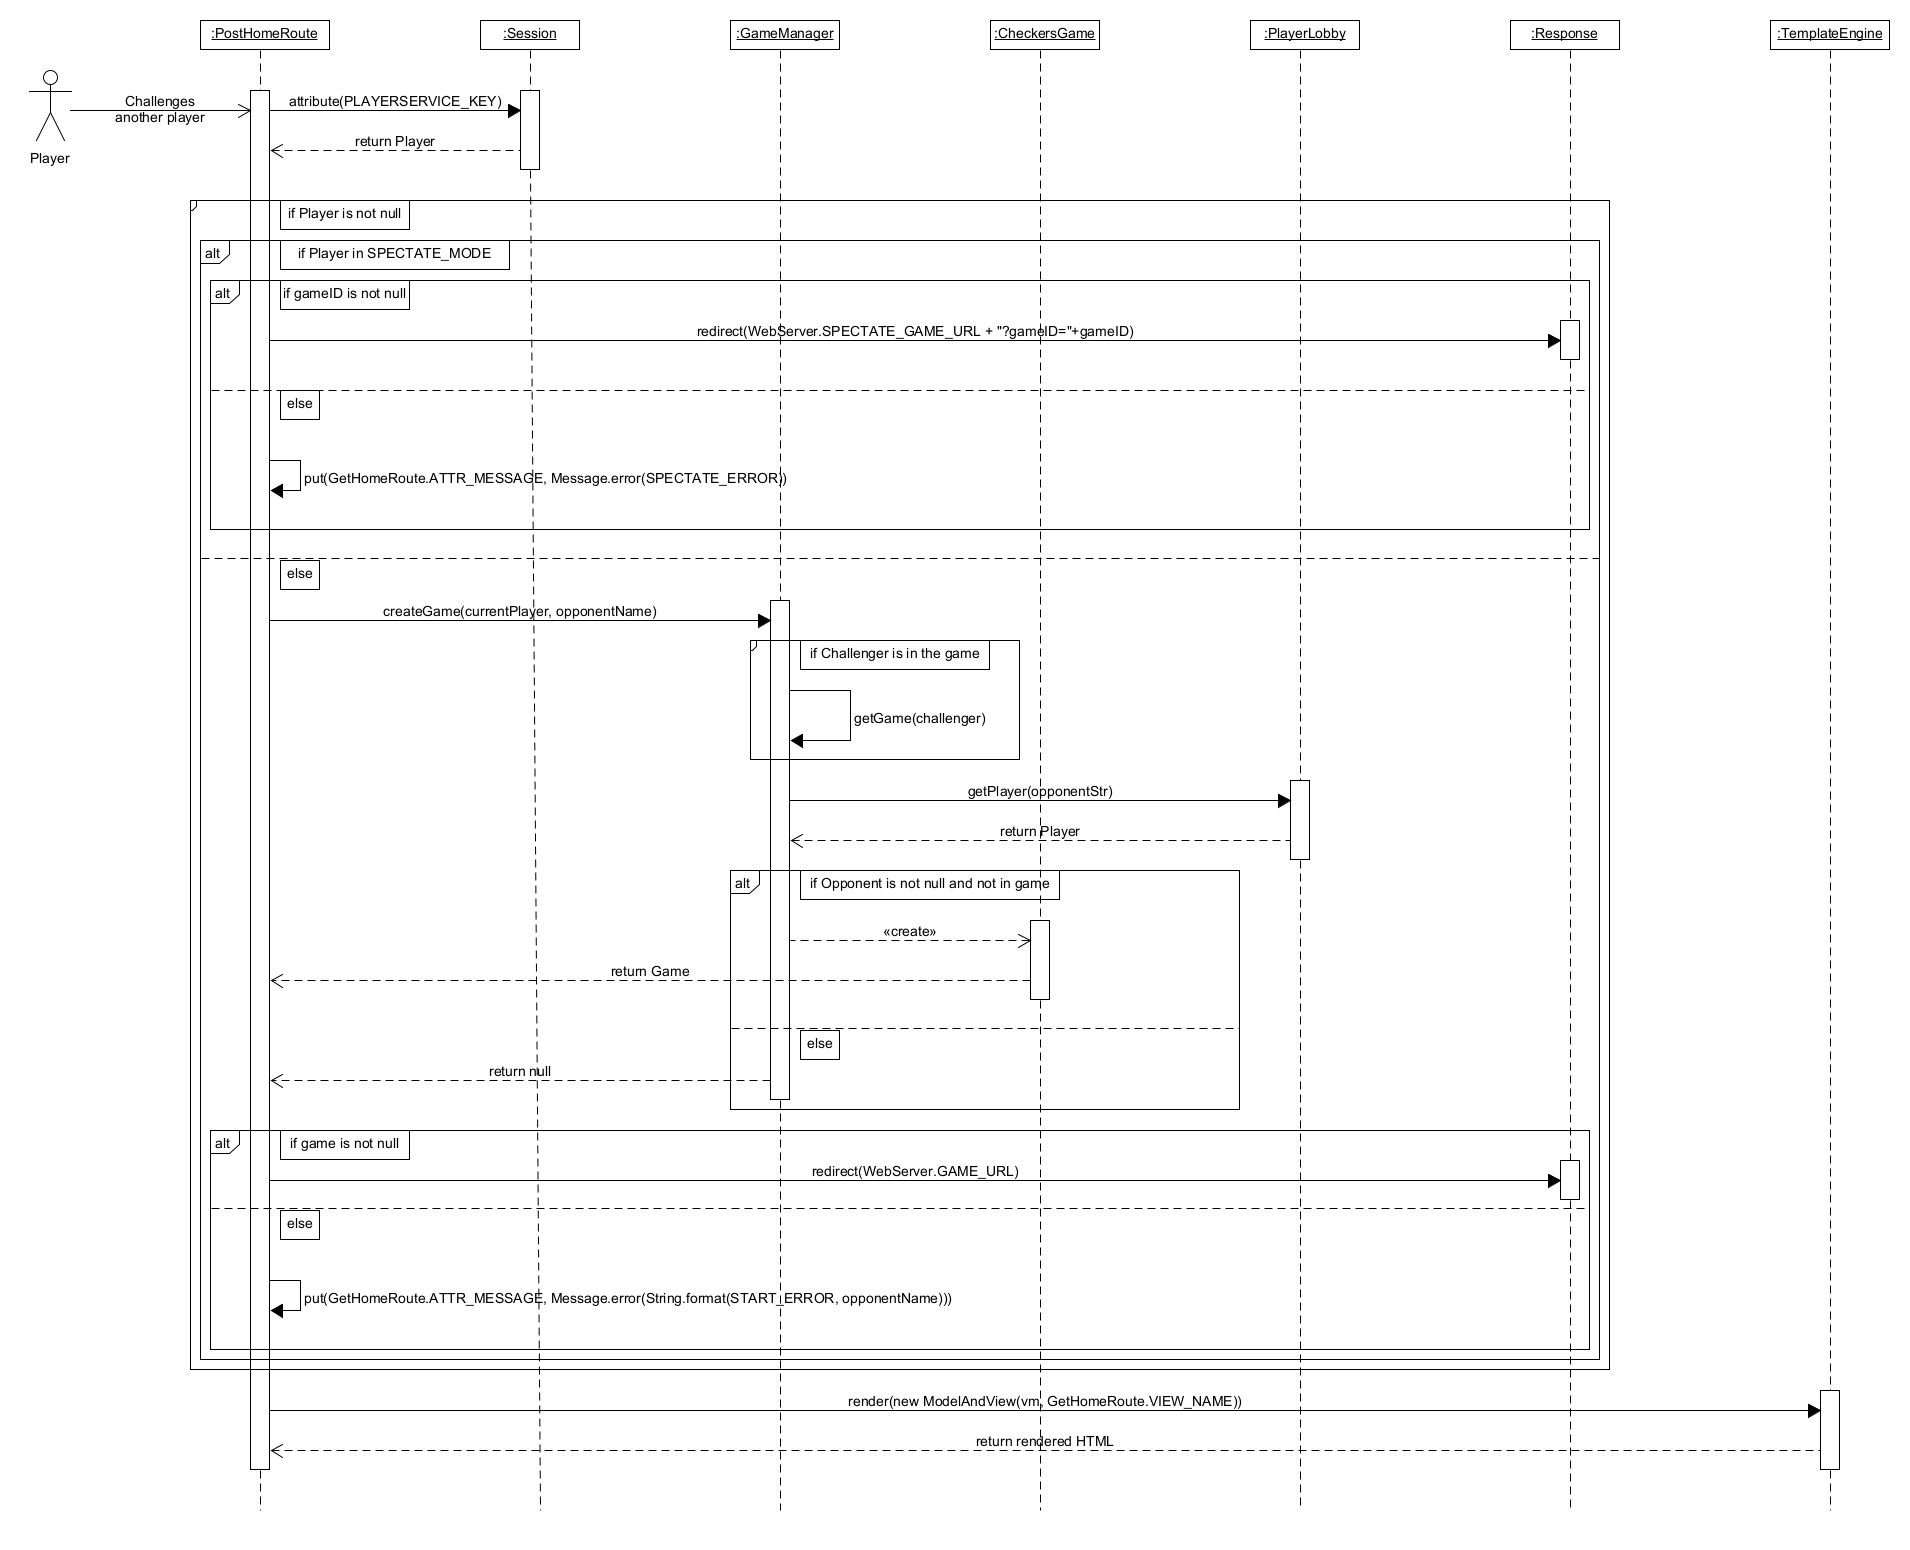 :PostHomeRoute
:Session
:GameManager
:CheckersGame
:PlayerLobby
:Response
:TemplateEngine
Challenges
another player
attribute(PLAYERSERVICE_KEY)
return Player
Player
if Player is not null
alt
if Player in SPECTATE_MODE
alt
if gameID is not null
redirect(WebServer.SPECTATE_GAME_URL + "?gameID="+gameID)
else
put(GetHomeRoute.ATTR_MESSAGE, Message.error(SPECTATE_ERROR))
else
createGame(currentPlayer, opponentName)
if Challenger is in the game
getGame(challenger)
getPlayer(opponentStr)
return Player
alt
if Opponent is not null and not in game
«create»
return Game
else
return null
alt
if game is not null
redirect(WebServer.GAME_URL)
else
put(GetHomeRoute.ATTR_MESSAGE, Message.error(String.format(START_ERROR, opponentName)))
render(new ModelAndView(vm, GetHomeRoute.VIEW_NAME))
return rendered HTML